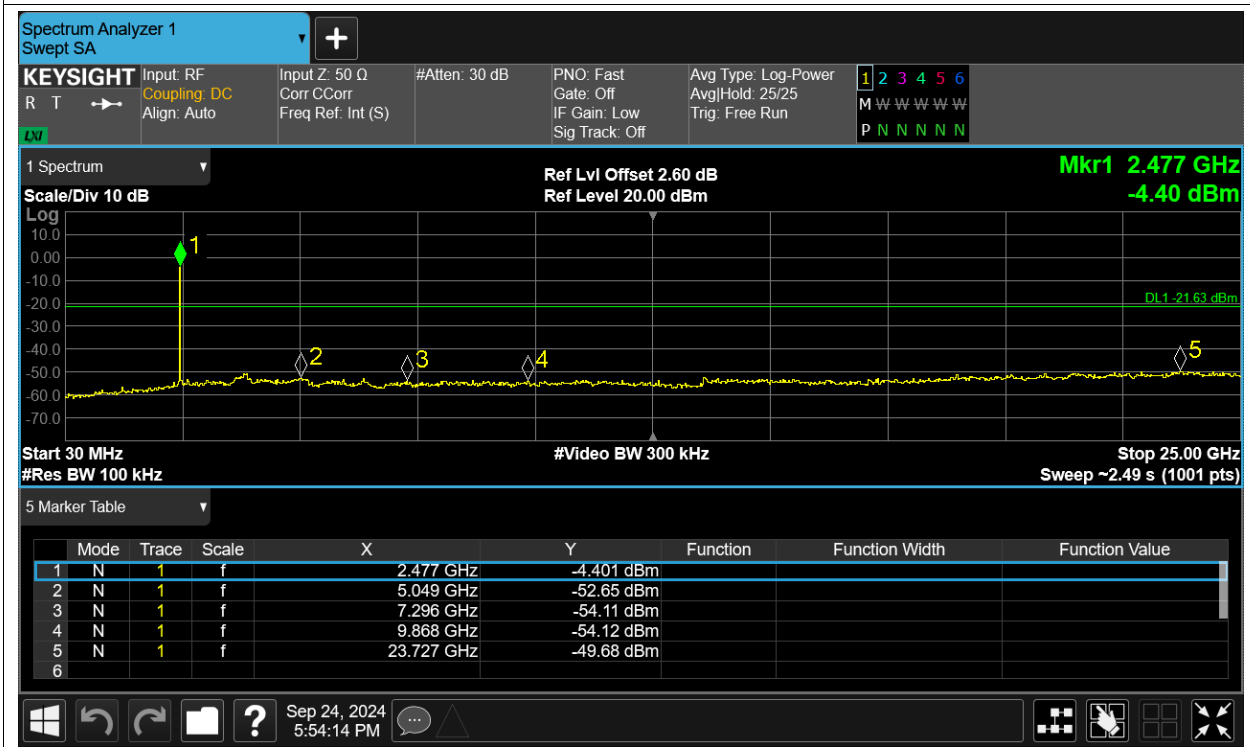 Spectrum Analyzer 1
Swept SA
KEYSIGHT
R T
LXI
Input: RF
Coupling: DC
Align: Auto
Input Z: 50 Ω
Corr CCorr
Freq Ref: Int (S)
#Atten: 30 dB
PNO: Fast
Gate: Off
IF Gain: Low
Sig Track: Off
Avg Type: Log-Power
Avg|Hold: 25/25
Trig: Free Run
1 2 3 4 5 6
M W W W W W
P N N N N N
1 Spectrum
Scale/Div 10 dB
Ref Lvl Offset 2.60 dB
Ref Level 20.00 dBm
Mkr1 2.477 GHz
-4.40 dBm
Log
10.0
0.00
-10.0
-20.0
-30.0
-40.0
-50.0
-60.0
-70.0
1
2
3
4
5
DL1 -21.63 dBm
Start 30 MHz
#Video BW 300 kHz
Stop 25.00 GHz
#Res BW 100 kHz
Sweep ~2.49 s (1001 pts)
5 Marker Table
Mode Trace Scale X Y Function Function Width Function Value
1 N 1 f 2.477 GHz -4.401 dBm
2 N 1 f 5.049 GHz -52.65 dBm
3 N 1 f 7.296 GHz -54.11 dBm
4 N 1 f 9.868 GHz -54.12 dBm
5 N 1 f 23.727 GHz -49.68 dBm
6
?
Sep 24, 2024
5:54:14 PM